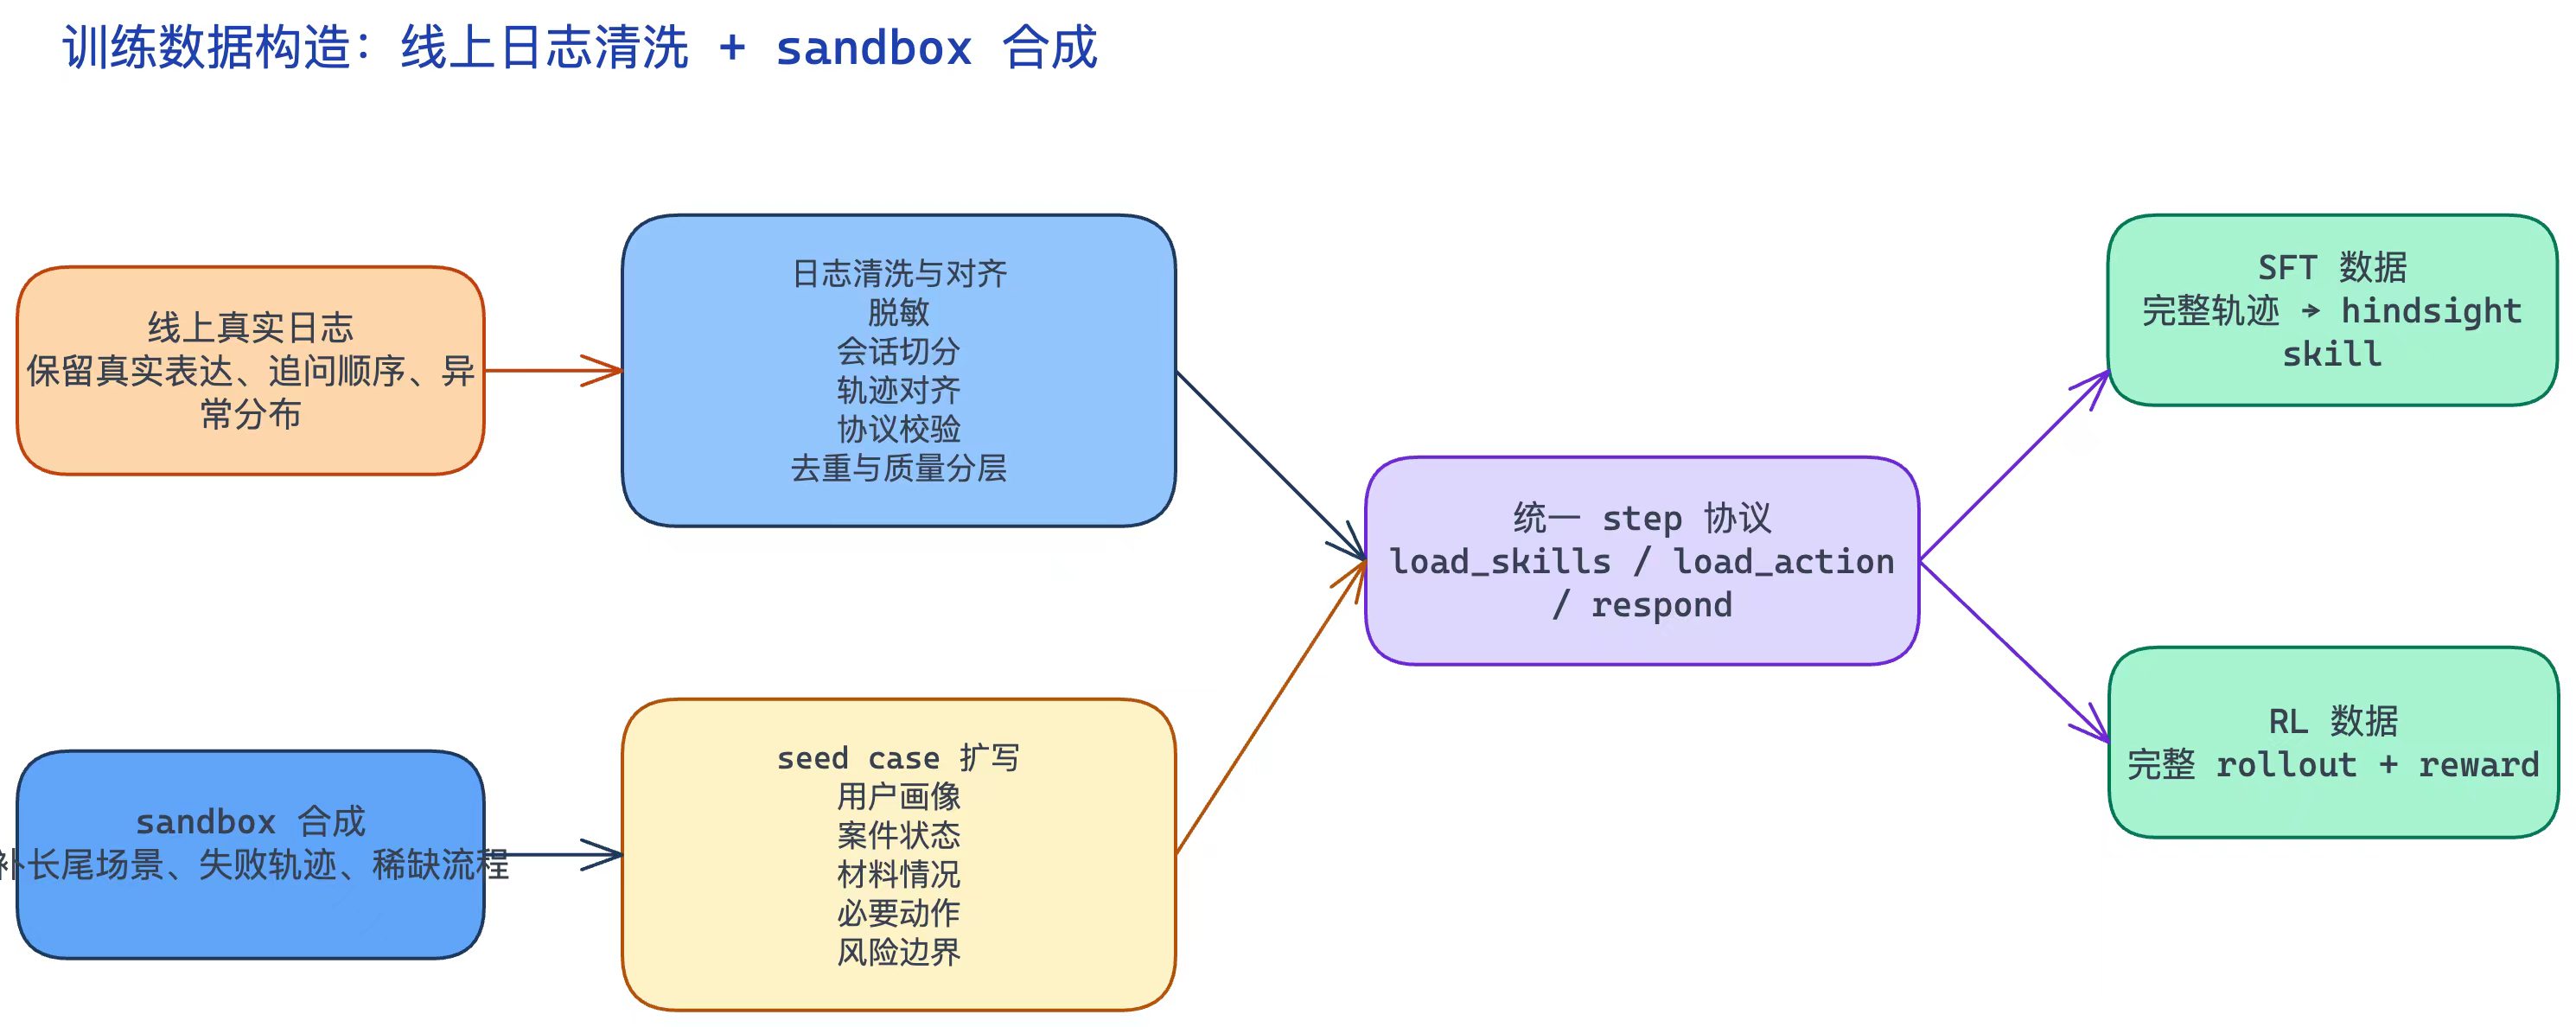 训练数据构造：线上日志清洗 + sandbox 合成
线上真实日志
保留真实表达、追问顺序、异
常分布
日志清洗与对齐
脱敏
会话切分
轨迹对齐
协议校验
去重与质量分层
sandbox 合成
补长尾场景、失败轨迹、稀缺流程
seed case 扩写
用户画像
案件状态
材料情况
必要动作
风险边界
统一 step 协议
load_skills / load_action
/ respond
SFT 数据
完整轨迹 → hindsight
skill
RL 数据
完整 rollout + reward